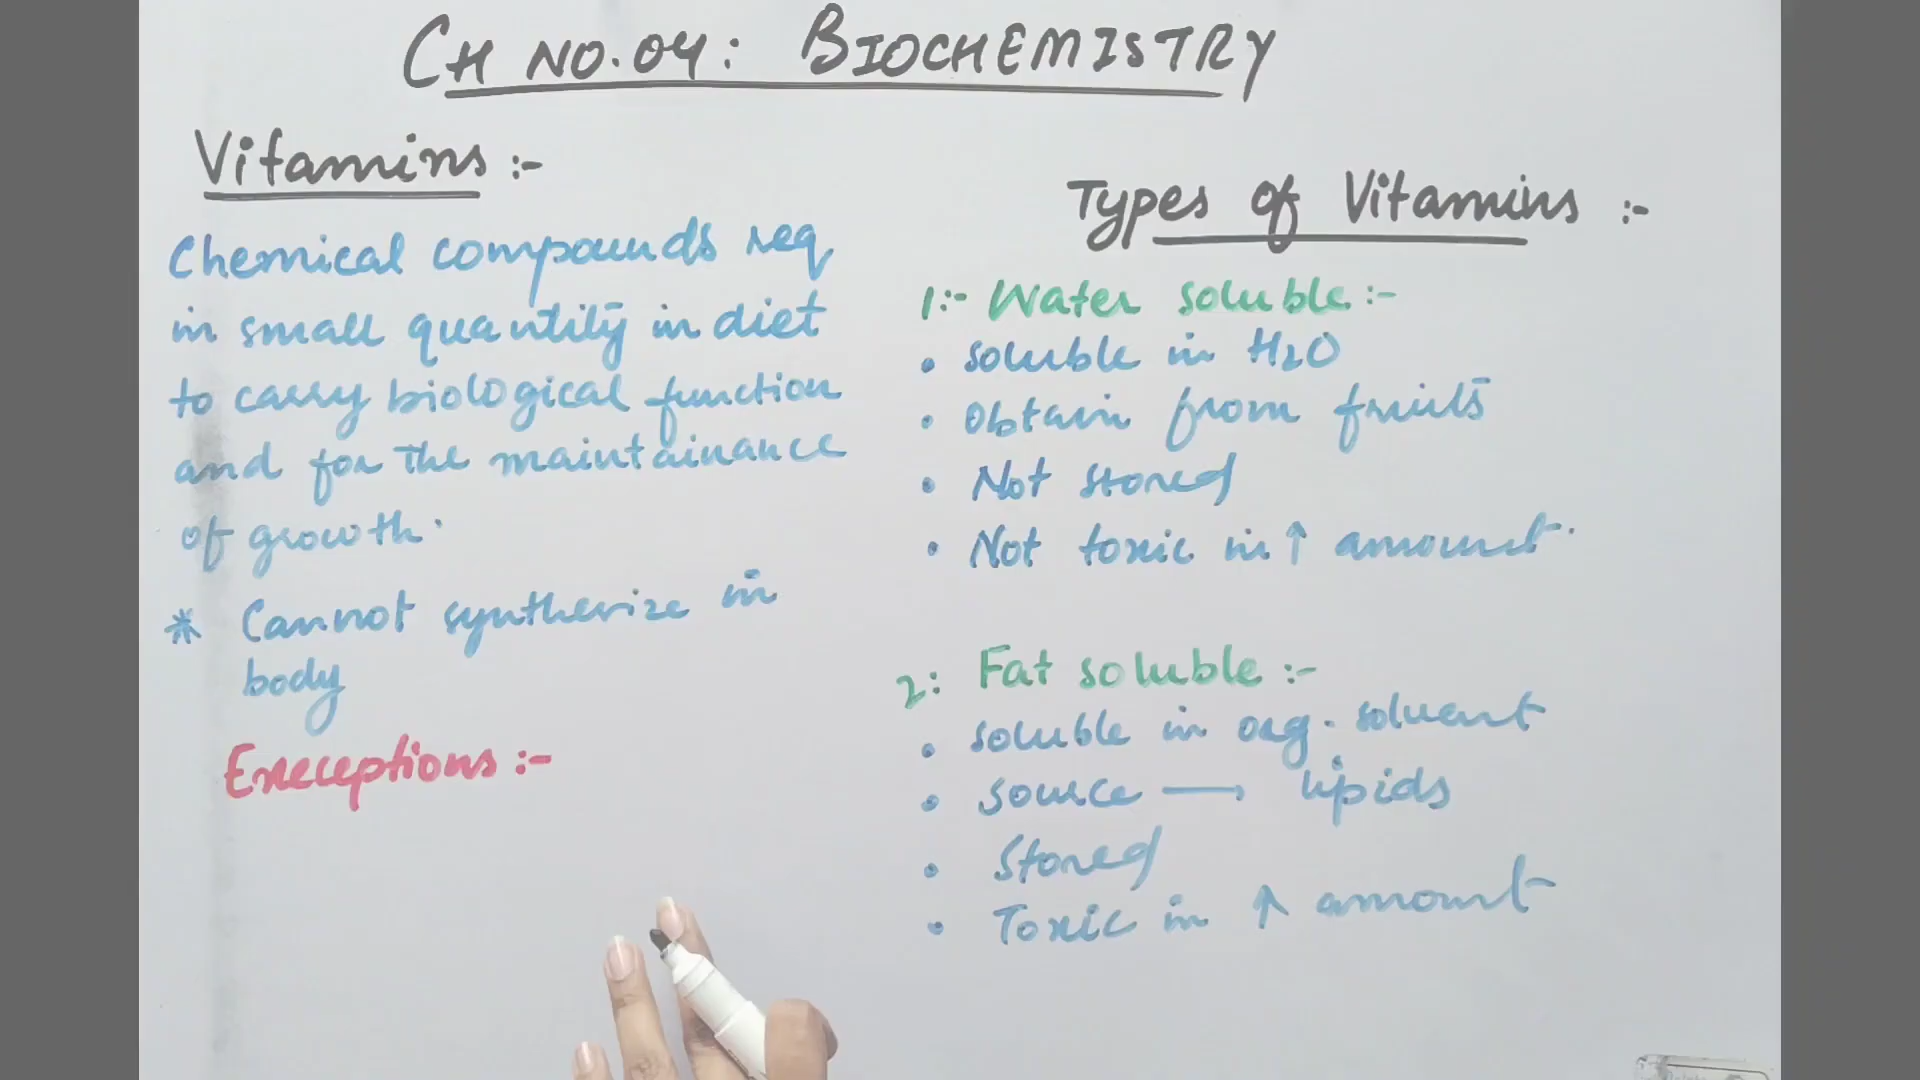 CH NO.04: BIOCHEMISTRY
Vitamins :-
Chemical compounds req
in small quantity in diet
to carry biological function
and for the maintainance
of growth.
* Cannot synthesize in
body
Execeptions :-
Types of Vitamins :-
1:- Water soluble :-
• soluble in H2O
• Obtain from fruits
• Not stored
• Not toxic in ↑ amount.
2: Fat soluble :-
• soluble in org. solvent
• source → lipids
• Stored
• Toxic in ↑ amount